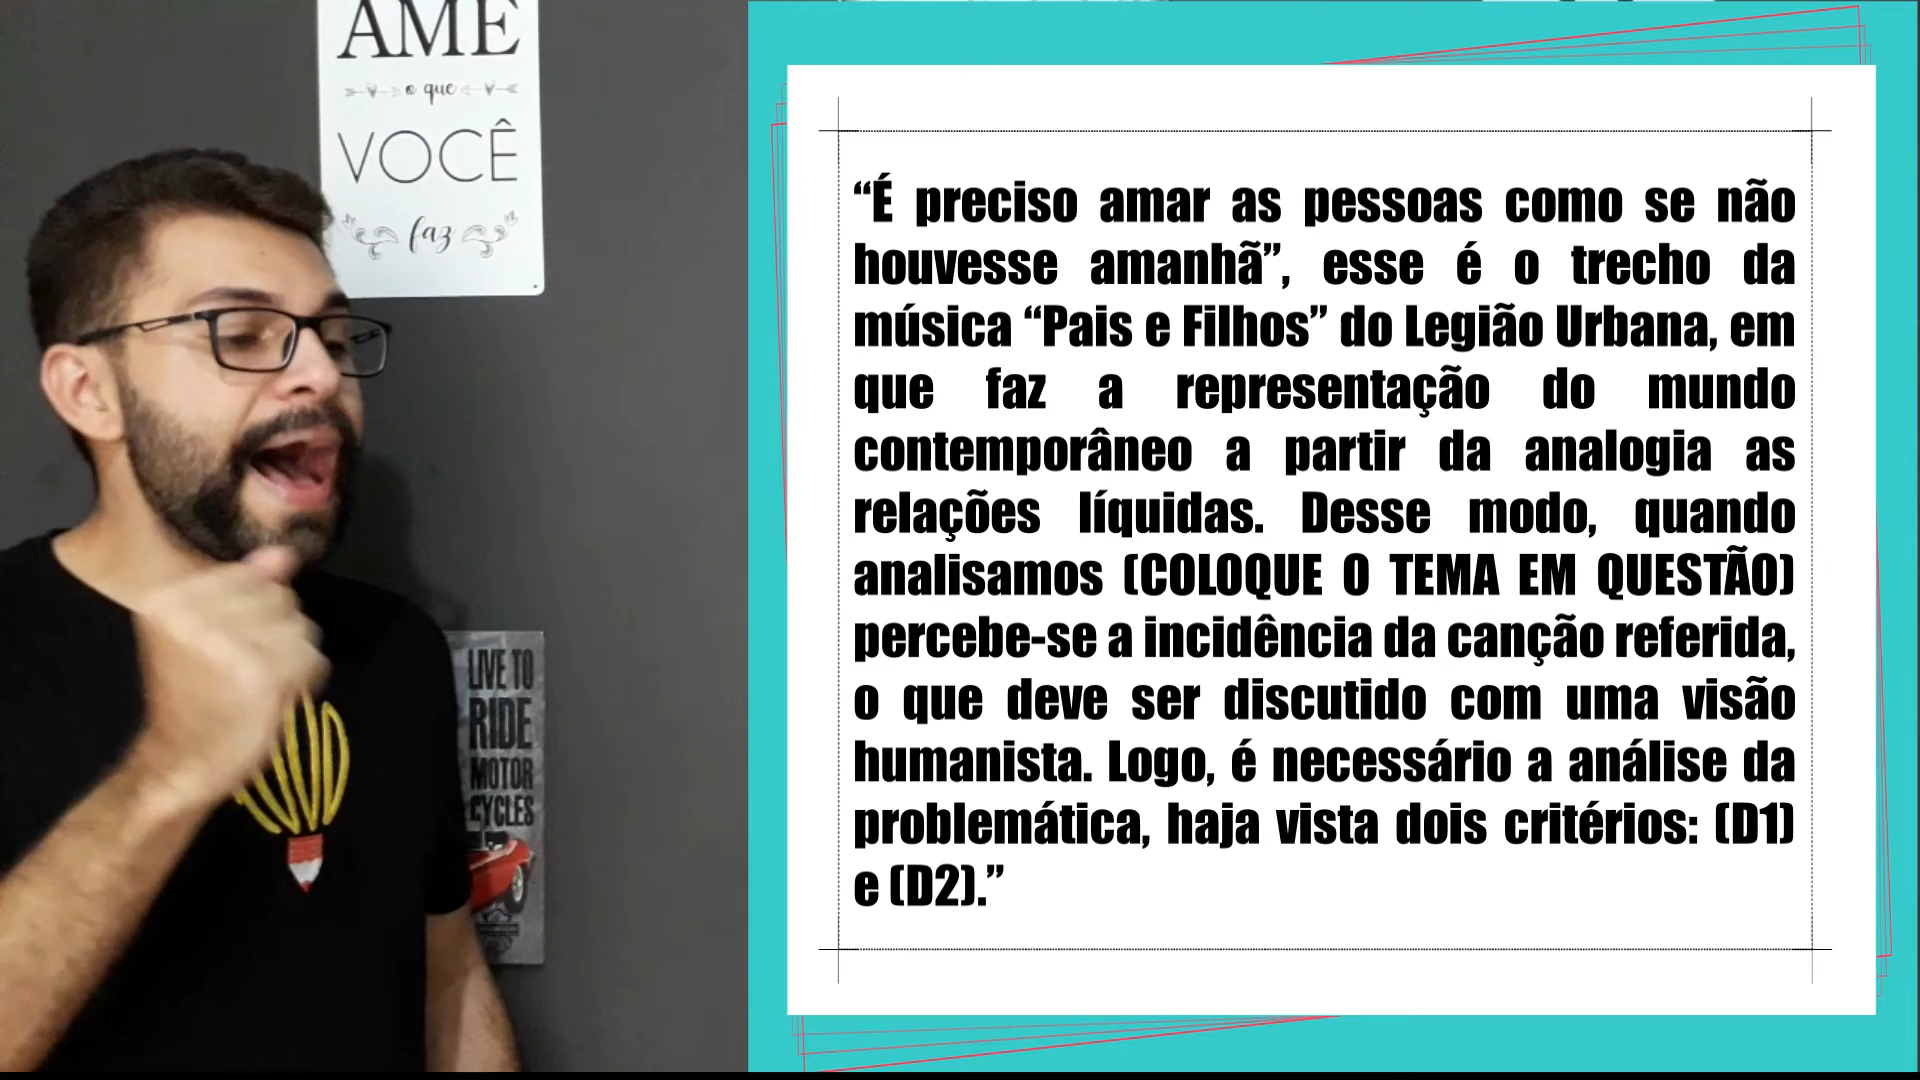 AME
o que
VOCÊ
faz
LIVE TO
RIDE
MOTOR
CYCLES
“É preciso amar as pessoas como se não
houvesse amanhã”, esse é o trecho da
música “Pais e Filhos” do Legião Urbana, em
que faz a representação do mundo
contemporâneo a partir da analogia as
relações líquidas. Desse modo, quando
analisamos (COLOQUE O TEMA EM QUESTÃO)
percebe-se a incidência da canção referida,
o que deve ser discutido com uma visão
humanista. Logo, é necessário a análise da
problemática, haja vista dois critérios: (D1)
e (D2).”